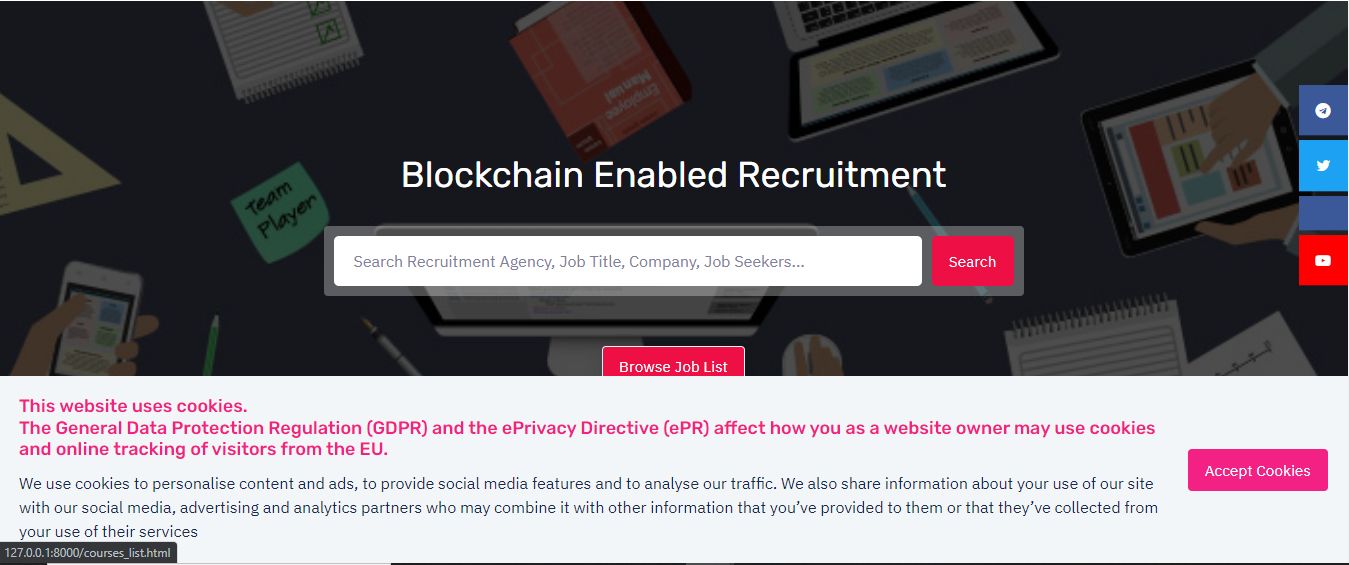 Employee
Manual
Team
Player
Blockchain Enabled Recruitment
Search Recruitment Agency, Job Title, Company, Job Seekers...
Search
Browse Job List
This website uses cookies.
The General Data Protection Regulation (GDPR) and the ePrivacy Directive (ePR) affect how you as a website owner may use cookies
and online tracking of visitors from the EU.
We use cookies to personalise content and ads, to provide social media features and to analyse our traffic. We also share information about your use of our site
with our social media, advertising and analytics partners who may combine it with other information that you’ve provided to them or that they’ve collected from
your use of their services
Accept Cookies
127.0.0.1:8000/courses_list.html